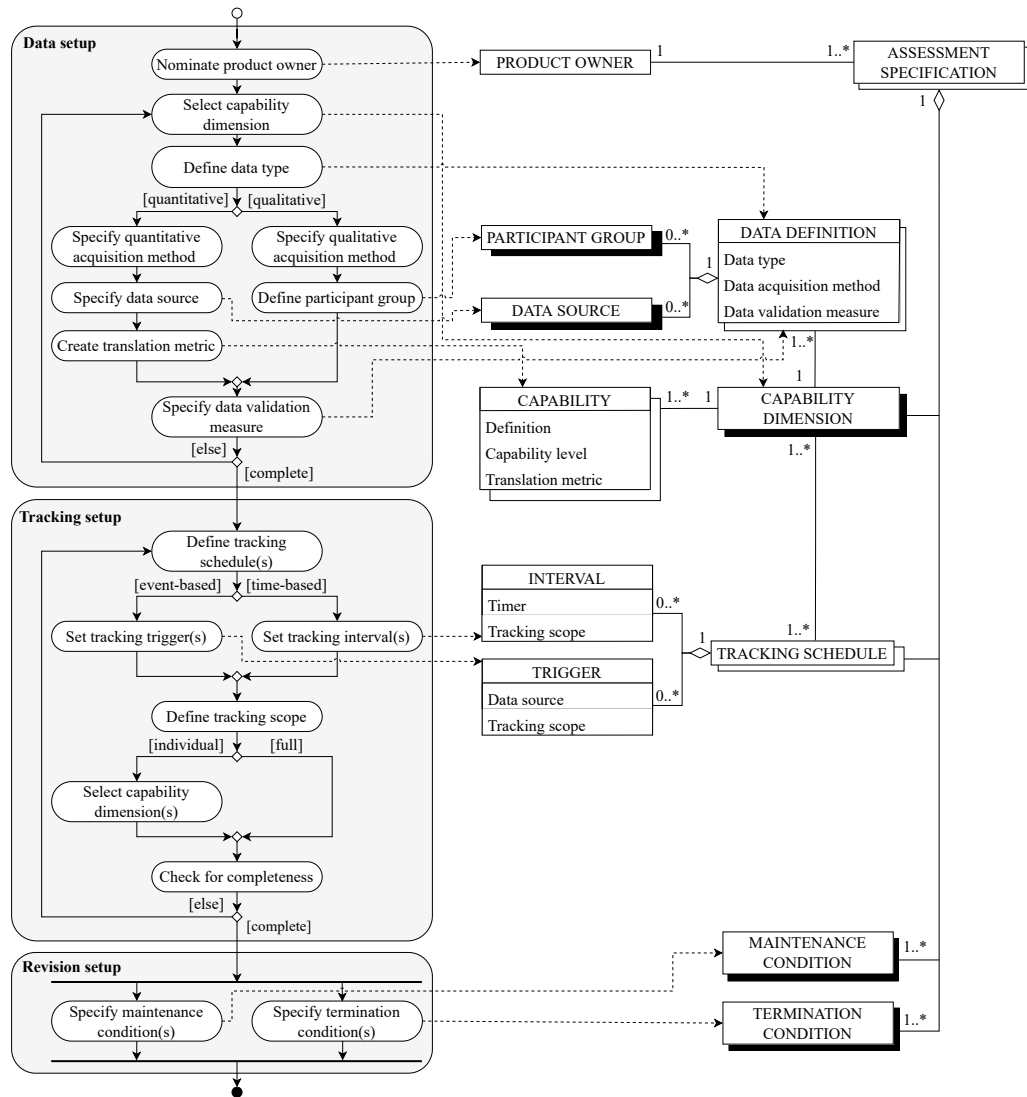 Data setup
Nominate product owner
Select capability
dimension
Define data type
[quantitative]
[qualitative]
Specify quantitative
acquisition method
Specify qualitative
acquisition method
Specify data source
Define participant group
Create translation metric
Specify data validation
measure
[else]
[complete]
Tracking setup
Define tracking
schedule(s)
[event-based]
[time-based]
Set tracking trigger(s)
Set tracking interval(s)
Define tracking scope
[individual]
[full]
Select capability
dimension(s)
Check for completeness
[else]
[complete]
Revision setup
Specify maintenance
condition(s)
Specify termination
condition(s)
PRODUCT OWNER
1
1..*
ASSESSMENT
SPECIFICATION
1
PARTICIPANT GROUP
0..*
DATA SOURCE
0..*
1
DATA DEFINITION
Data type
Data acquisition method
Data validation measure
1..*
1
CAPABILITY
Definition
Capability level
Translation metric
1..*
1
CAPABILITY
DIMENSION
1..*
INTERVAL
Timer
Tracking scope
0..*
TRIGGER
Data source
Tracking scope
0..*
1
1..*
TRACKING SCHEDULE
MAINTENANCE
CONDITION
1..*
TERMINATION
CONDITION
1..*